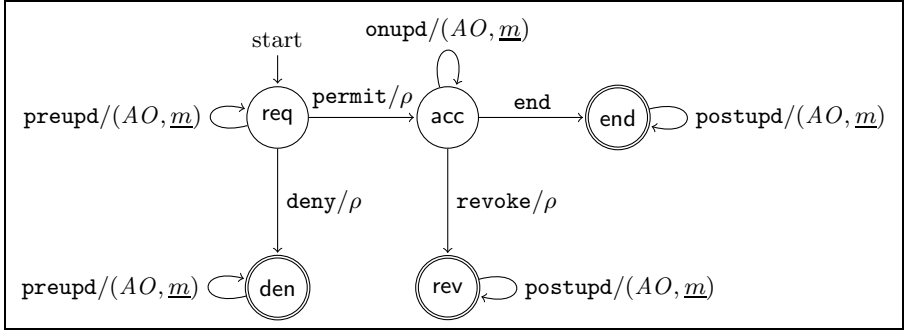 onupd/(AO, m)
start
permit/ρ
end
preupd/(AO, m)
req
acc
end
postupd/(AO, m)
deny/ρ
revoke/ρ
preupd/(AO, m)
den
rev
postupd/(AO, m)